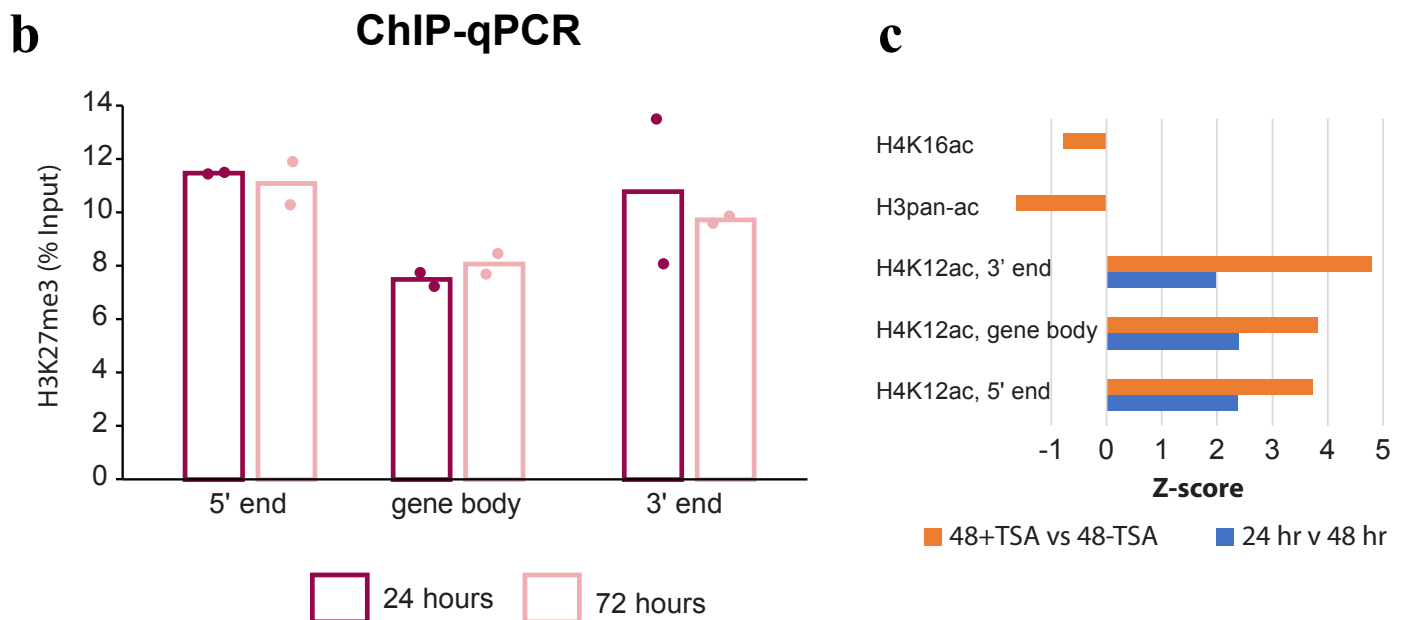 b
ChIP-qPCR
H3K27me3 (% Input)
14
12
10
8
6
4
2
0
5' end gene body 3' end
24 hours 72 hours
c
H4K16ac
H3pan-ac
H4K12ac, 3’ end
H4K12ac, gene body
H4K12ac, 5' end
-1 0 1 2 3 4 5
Z-score
48+TSA vs 48-TSA 24 hr v 48 hr